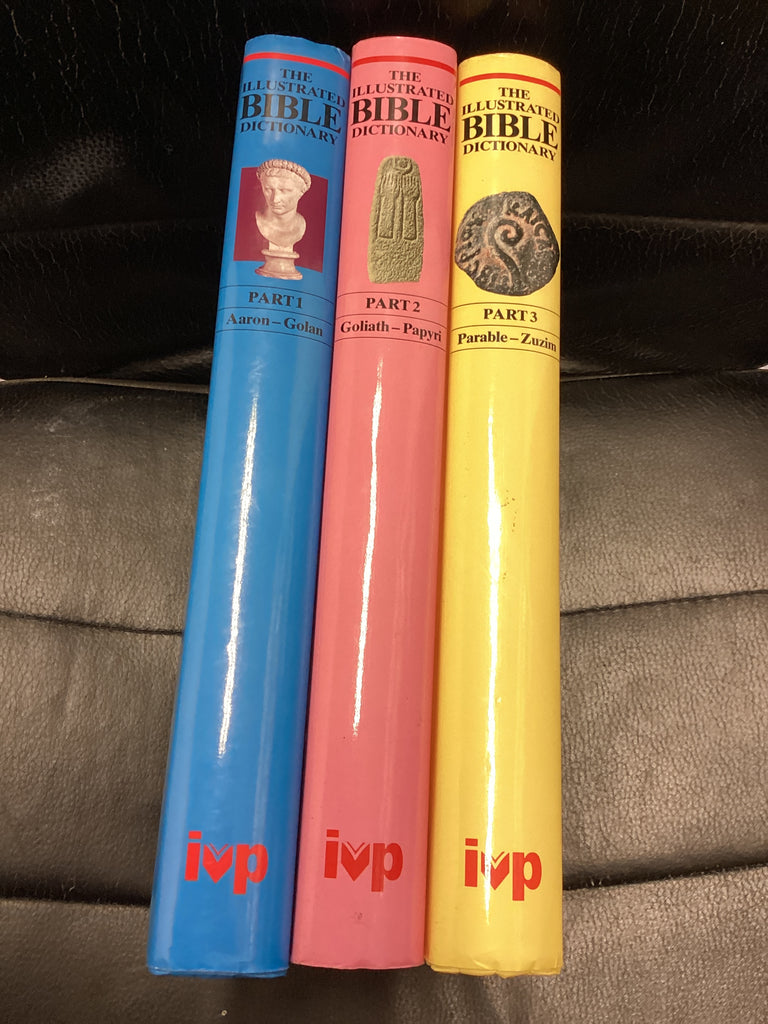 THE
ILLUSTRATED
BIBLE
DICTIONARY
PART 1
Aaron – Golan
ivp
THE
ILLUSTRATED
BIBLE
DICTIONARY
PART 2
Goliath – Papyri
ivp
THE
ILLUSTRATED
BIBLE
DICTIONARY
PART 3
Parable – Zuzim
ivp